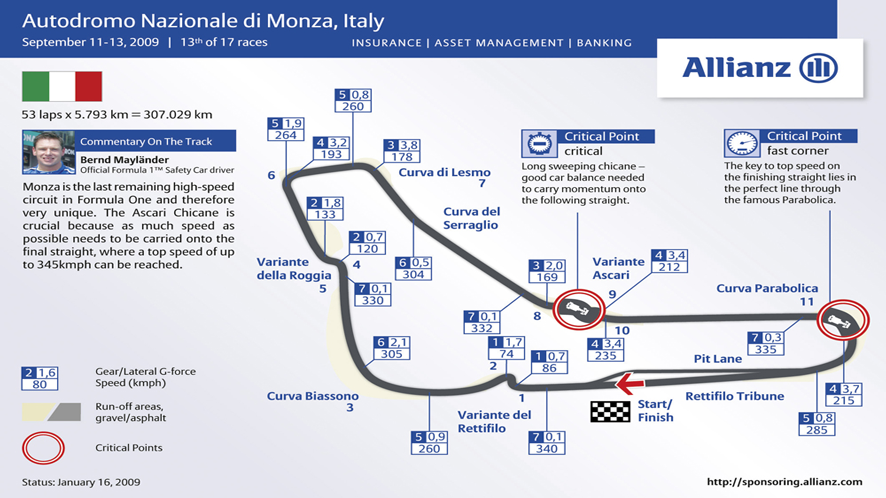 Autodromo Nazionale di Monza, Italy
September 11-13, 2009 | 13th of 17 races
INSURANCE | ASSET MANAGEMENT | BANKING
Allianz
53 laps x 5.793 km = 307.029 km
Commentary On The Track
Bernd Mayländer
Official Formula 1™ Safety Car driver
Monza is the last remaining high-speed
circuit in Formula One and therefore
very unique. The Ascari Chicane is
crucial because as much speed as
possible needs to be carried onto the
final straight, where a top speed of up
to 345kmph can be reached.
5 0,8
260
5 1,9
264
4 3,2
193
3 3,8
178
6
Curva di Lesmo
7
Critical Point
critical
Long sweeping chicane –
good car balance needed
to carry momentum onto
the following straight.
Critical Point
fast corner
The key to top speed on
the finishing straight lies in
the perfect line through
the famous Parabolica.
2 1,8
133
Curva del
Serraglio
2 0,7
120
4
Variante
della Roggia
5
6 0,5
304
7 0,1
330
3 2,0
169
Variante
Ascari
9
4 3,4
212
Curva Parabolica
11
7 0,1
332
8
10
4 3,4
235
7 0,3
335
6 2,1
305
1 1,7
74
2
1 0,7
86
Pit Lane
2 1,6
80
Gear/Lateral G-force
Speed (kmph)
Curva Biassono
3
1
Variante del
Rettifilo
Start/
Finish
Rettifilo Tribune
4 3,7
215
5 0,8
285
Run-off areas,
gravel/asphalt
5 0,9
260
7 0,1
340
Critical Points
Status: January 16, 2009
http://sponsoring.allianz.com